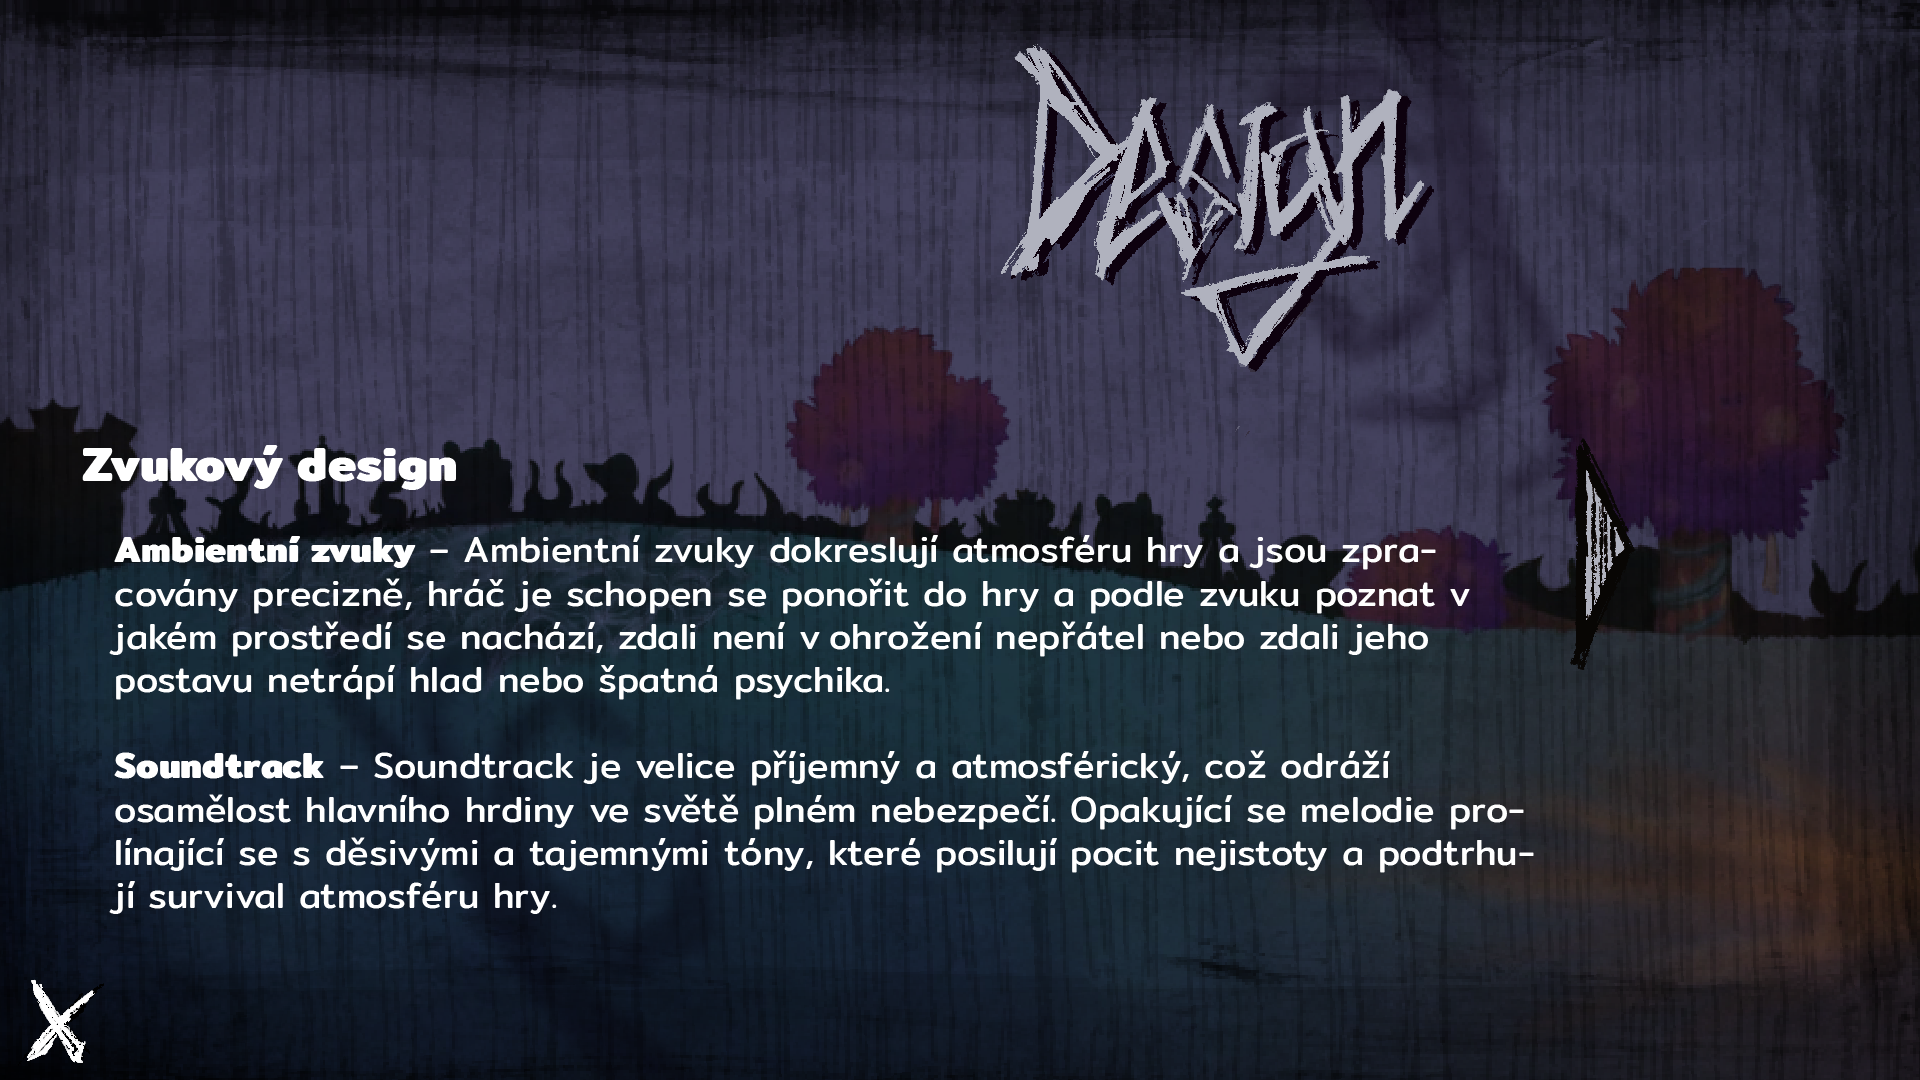 Design
Zvukový design
Ambientní zvuky – Ambientní zvuky dokreslují atmosféru hry a jsou zpra-
covány precizně, hráč je schopen se ponořit do hry a podle zvuku poznat v
jakém prostředí se nachází, zdali není v ohrožení nepřátel nebo zdali jeho
postavu netrápí hlad nebo špatná psychika.
Soundtrack – Soundtrack je velice příjemný a atmosférický, což odráží
osamělost hlavního hrdiny ve světě plném nebezpečí. Opakující se melodie pro-
línající se s děsivými a tajemnými tóny, které posilují pocit nejistoty a podtrhu-
jí survival atmosféru hry.
X